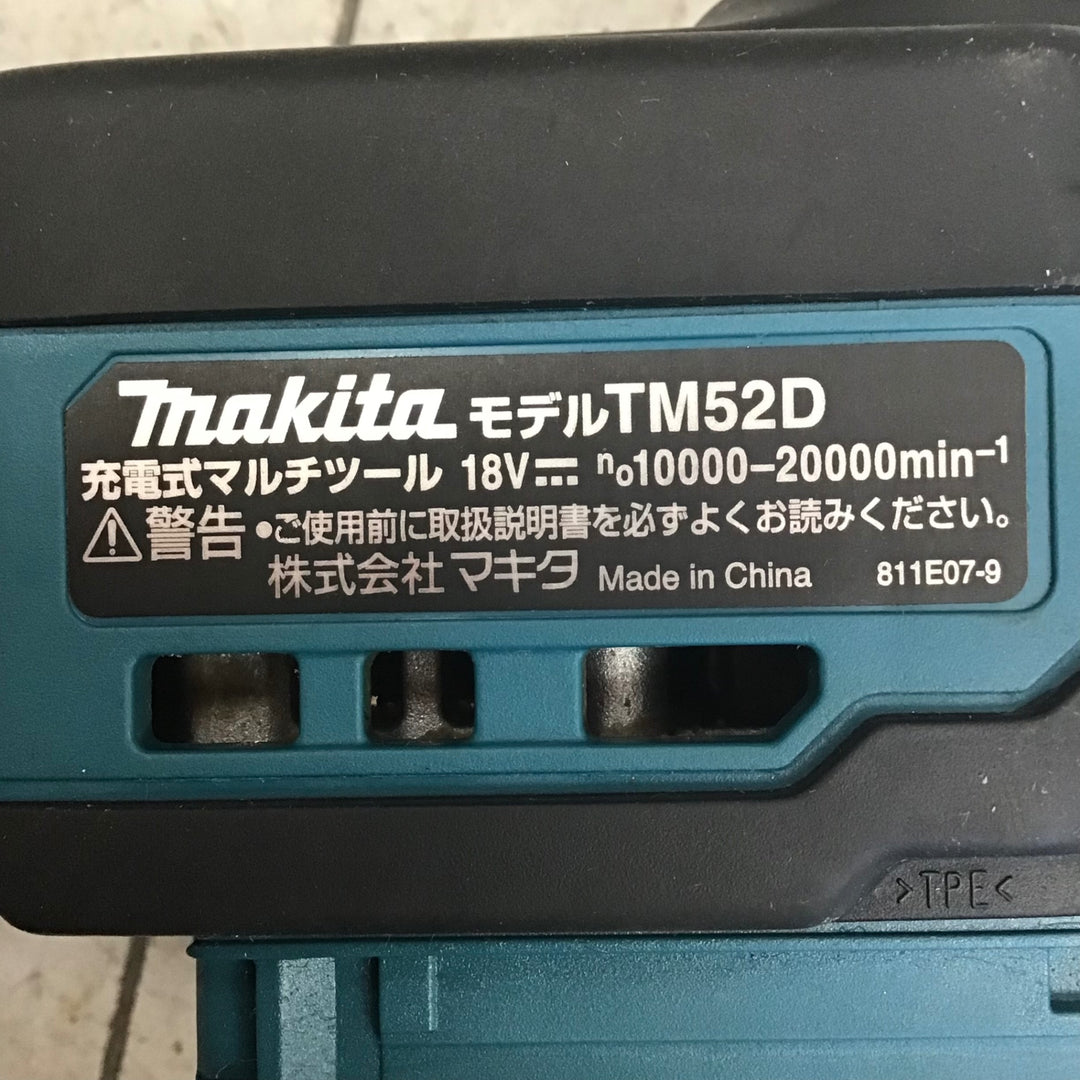 makita モデルTM52D
充電式マルチツール 18V⎓ no10000-20000min-1
⚠警告 •ご使用前に取扱説明書を必ずよくお読みください。
株式会社マキタ Made in China 811E07-9
>TPE<